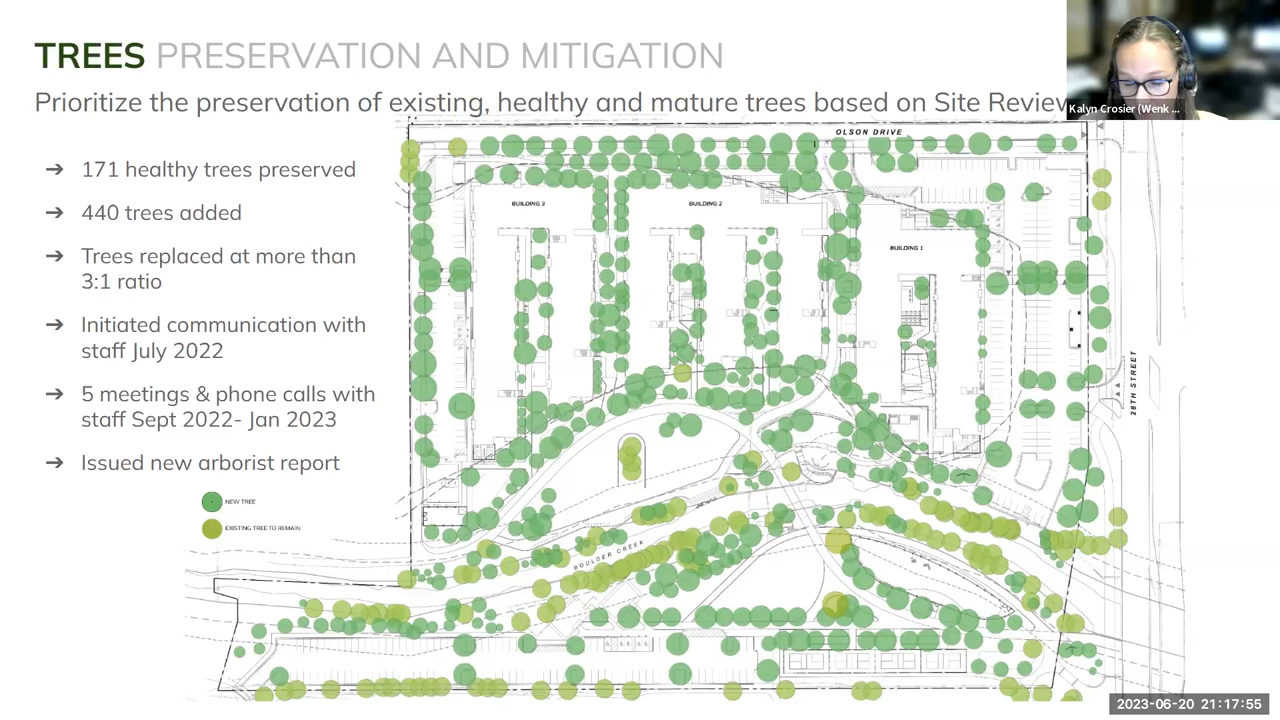 TREES PRESERVATION AND MITIGATION
Prioritize the preservation of existing, healthy and mature trees based on Site Review
Kalyn Crosier (Wenk ...
OLSON DRIVE
➔ 171 healthy trees preserved
➔ 440 trees added
➔ Trees replaced at more than
3:1 ratio
➔ Initiated communication with
staff July 2022
➔ 5 meetings & phone calls with
staff Sept 2022- Jan 2023
➔ Issued new arborist report
BUILDING 3
BUILDING 2
BUILDING 1
28TH STREET
NEW TREE
EXISTING TREE TO REMAIN
BOULDER CREEK
2023-06-20 21:17:55